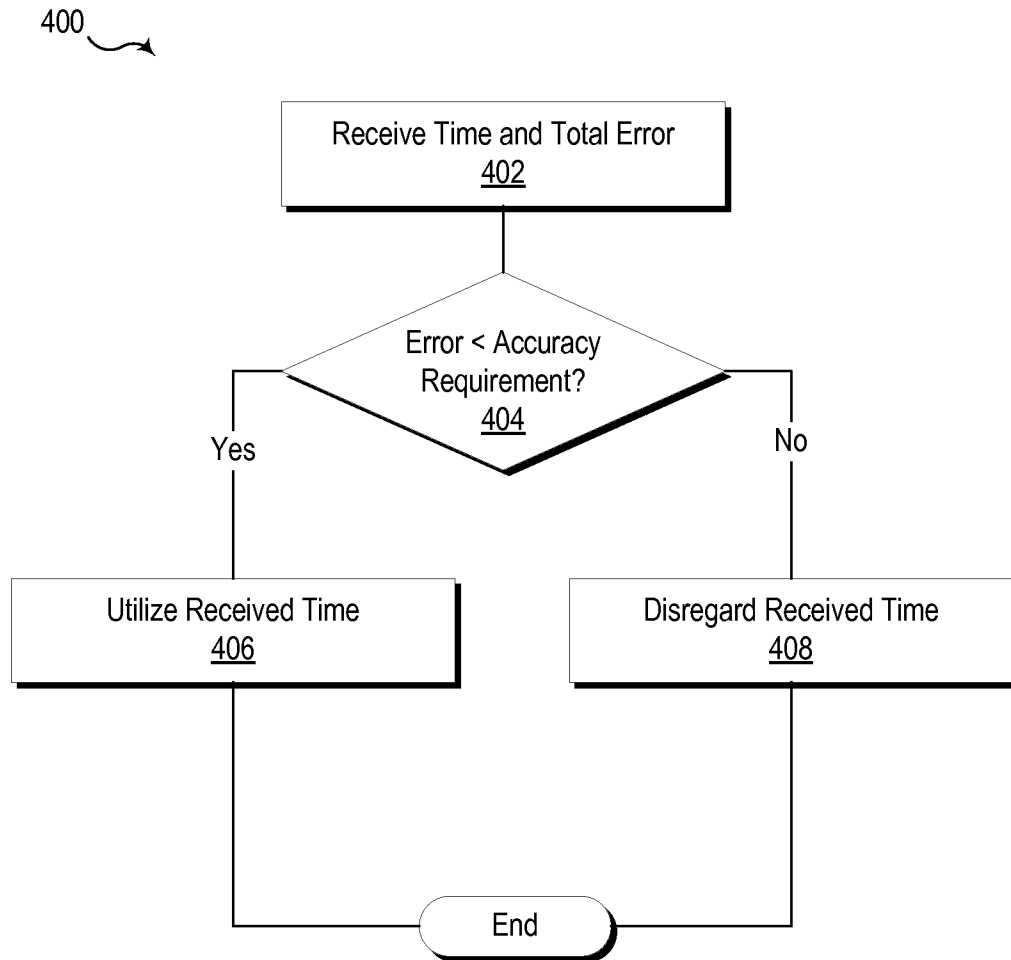 400
Receive Time and Total Error
402
Error < Accuracy
Requirement?
404
Yes
No
Utilize Received Time
406
Disregard Received Time
408
End